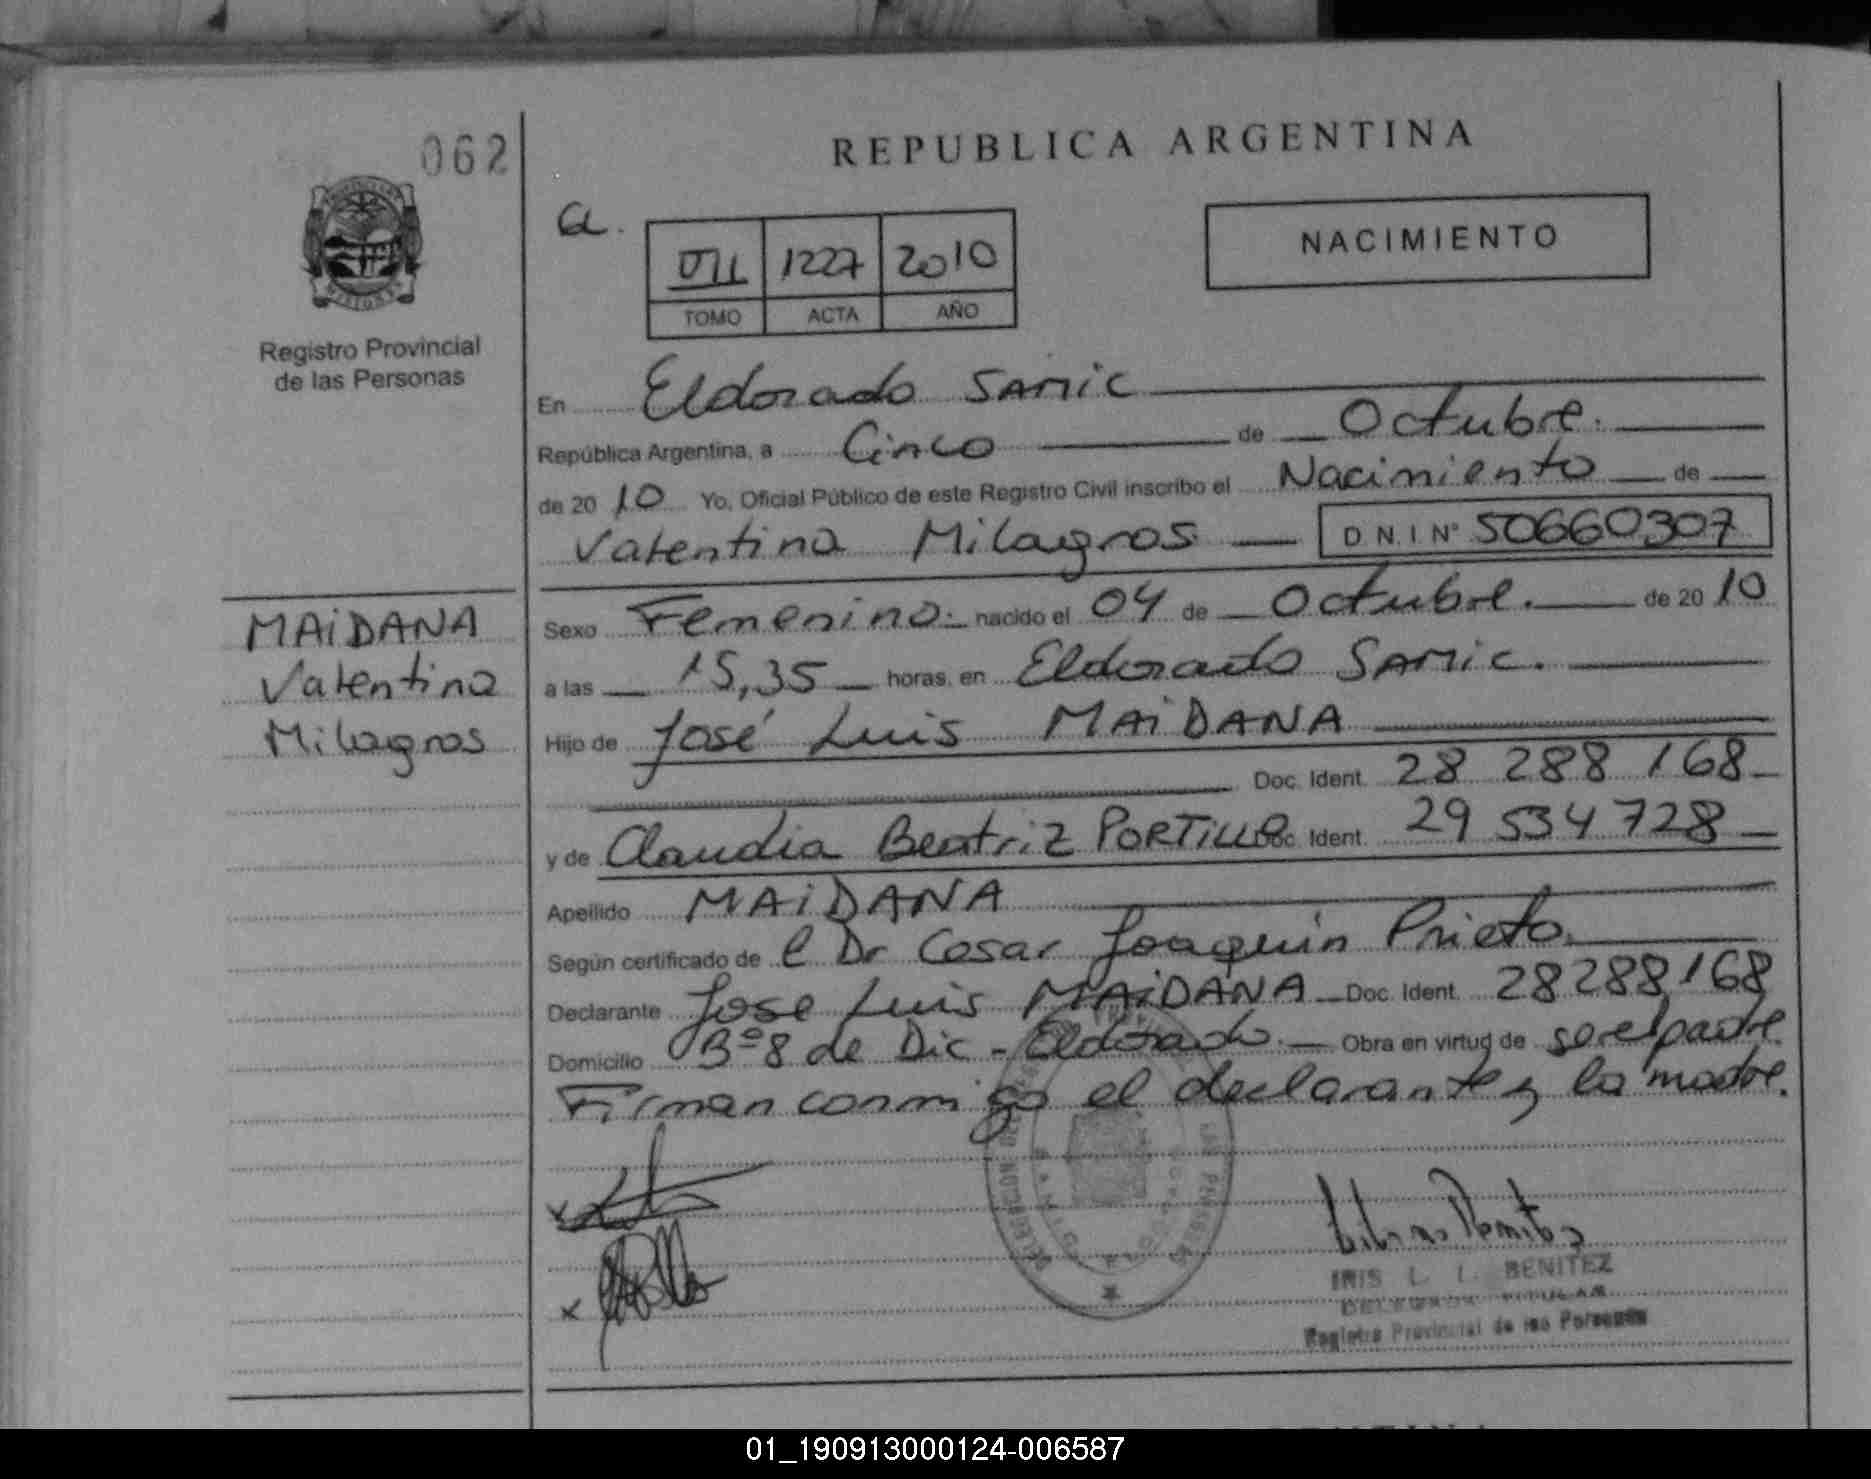 062
REPUBLICA ARGENTINA
a.
1227 2010
TOMO ACTA AÑO
NACIMIENTO
MISIONES
Registro Provincial
de las Personas
En Eldorado SAMIC
República Argentina, a Cinco de Octubre.
de 2010 Yo, Oficial Público de este Registro Civil inscribo el Nacimiento de
Valentina Milagros D N. I Nº 50660307
MAiDANA
Valentina
Milagros
Sexo Femenino. nacido el 04 de Octubre. de 2010
a las 15,35 horas, en Eldorado SAMiC.
Hijo de José Luis MAiDANA
Doc. Ident. 28 288 168
y de Claudia Beatriz PORTiLLO Doc. Ident. 29 534 728
Apellido MAiDANA
Según certificado de el Dr Cesar Joaquin Prieto.
Declarante Jose Luis MAiDANA Doc. Ident. 28288168
Domicilio Bº 8 de Dic - Eldorado. Obra en virtud de ser el padre.
Firman conmigo el declarante y la madre.
IRIS L. I. BENITEZ
DELEGADA TITULAR
Registro Provincial de las Personas
01_190913000124-006587